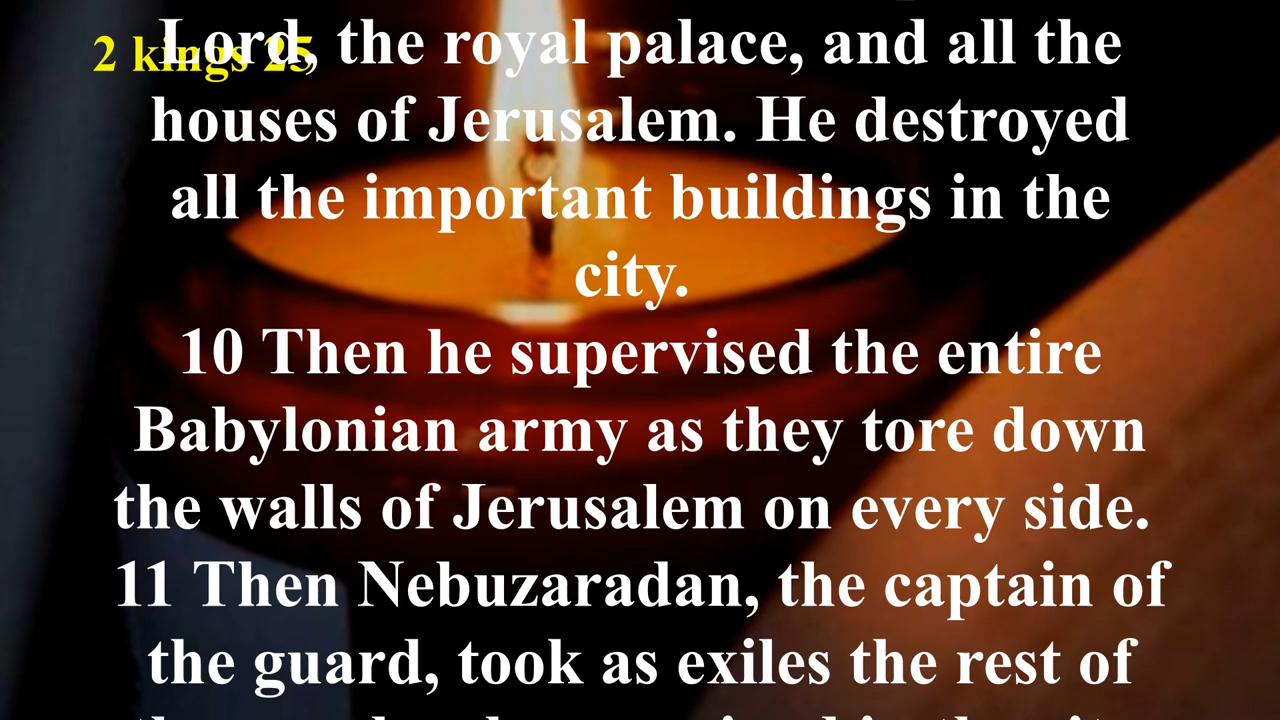 2 kings 25
Lord, the royal palace, and all the
houses of Jerusalem. He destroyed
all the important buildings in the
city.
10 Then he supervised the entire
Babylonian army as they tore down
the walls of Jerusalem on every side.
11 Then Nebuzaradan, the captain of
the guard, took as exiles the rest of